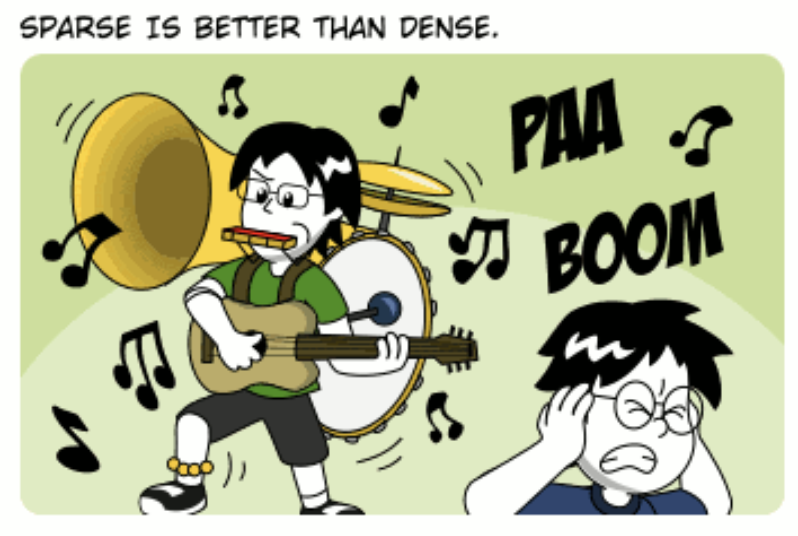 SPARSE IS BETTER THAN DENSE.
PAA
BOOM